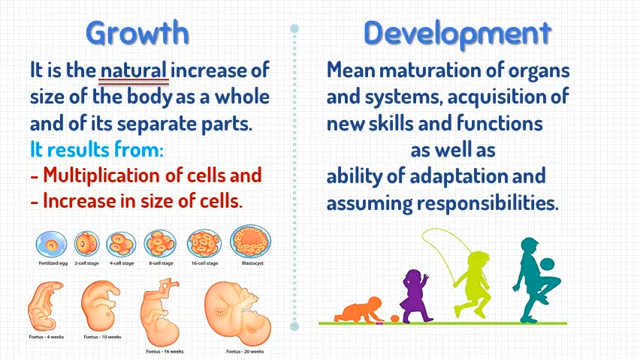 Growth
It is the natural increase of
size of the body as a whole
and of its separate parts.
It results from:
- Multiplication of cells and
- Increase in size of cells.
Fertilized egg
2-cell stage
4-cell stage
8-cell stage
16-cell stage
Blastocyst
Foetus - 4 weeks
Foetus - 10 weeks
Foetus - 16 weeks
Foetus - 20 weeks
Development
Mean maturation of organs
and systems, acquisition of
new skills and functions
as well as
ability of adaptation and
assuming responsibilities.